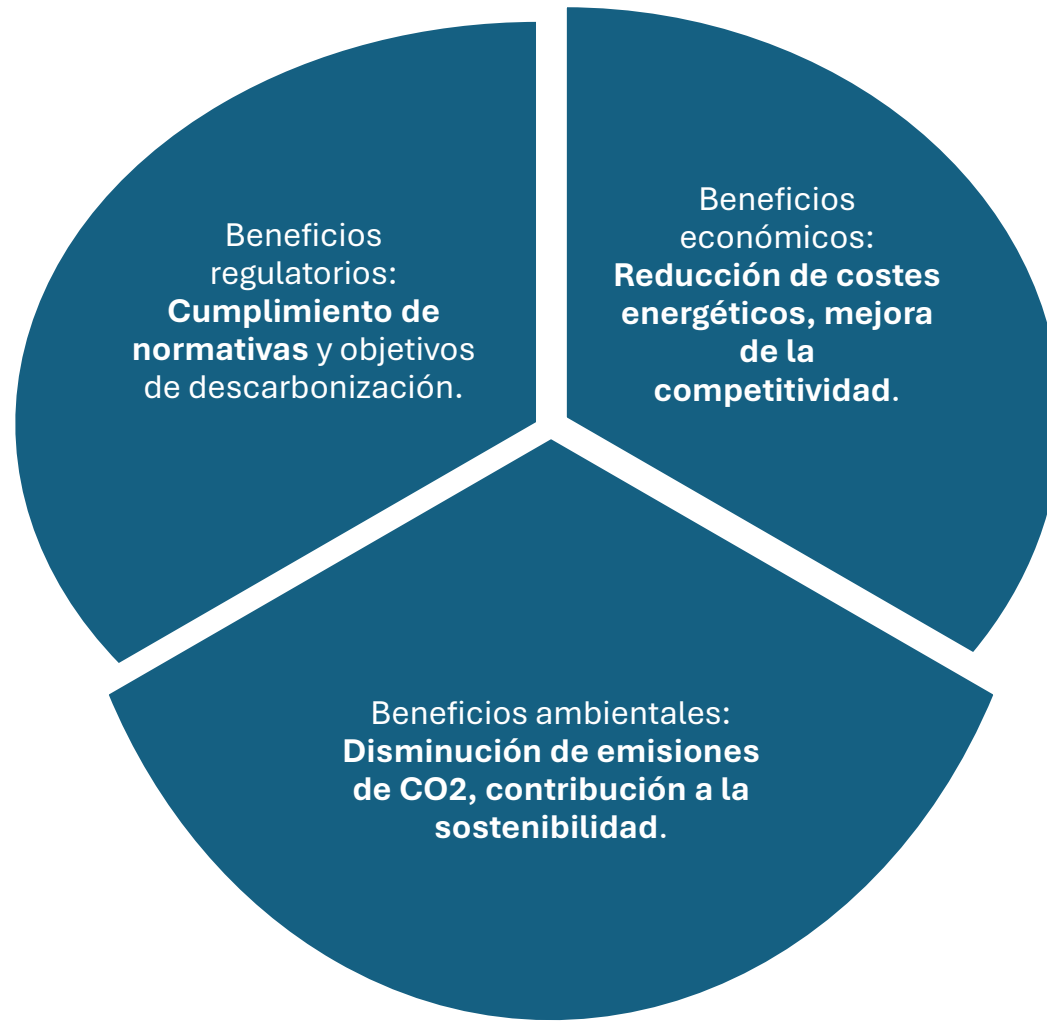 Beneficios
regulatorios:
Cumplimiento de
normativas y objetivos
de descarbonización.
Beneficios
económicos:
Reducción de costes
energéticos, mejora
de la
competitividad.
Beneficios ambientales:
Disminución de emisiones
de CO2, contribución a la
sostenibilidad.